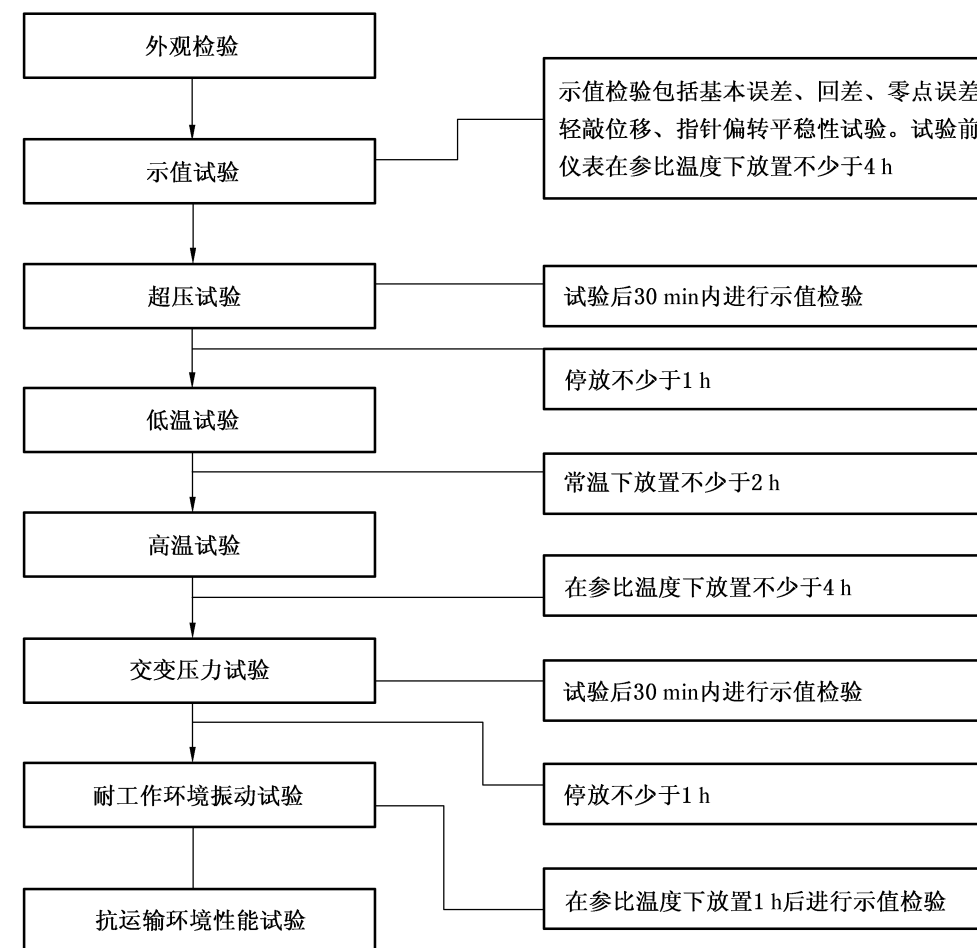 外观检验
示值检验包括基本误差、回差、零点误差
轻敲位移、指针偏转平稳性试验。试验前
仪表在参比温度下放置不少于4 h
示值试验
超压试验
试验后30 min内进行示值检验
停放不少于1 h
低温试验
常温下放置不少于2 h
高温试验
在参比温度下放置不少于4 h
交变压力试验
试验后30 min内进行示值检验
耐工作环境振动试验
停放不少于1 h
在参比温度下放置1 h后进行示值检验
抗运输环境性能试验